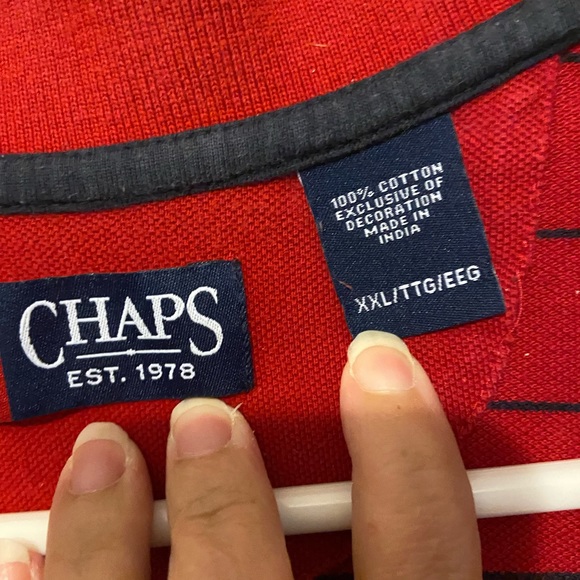 CHAPS
EST. 1978
100% COTTON
EXCLUSIVE OF
DECORATION
MADE IN
INDIA
XXL/TTG/EEG